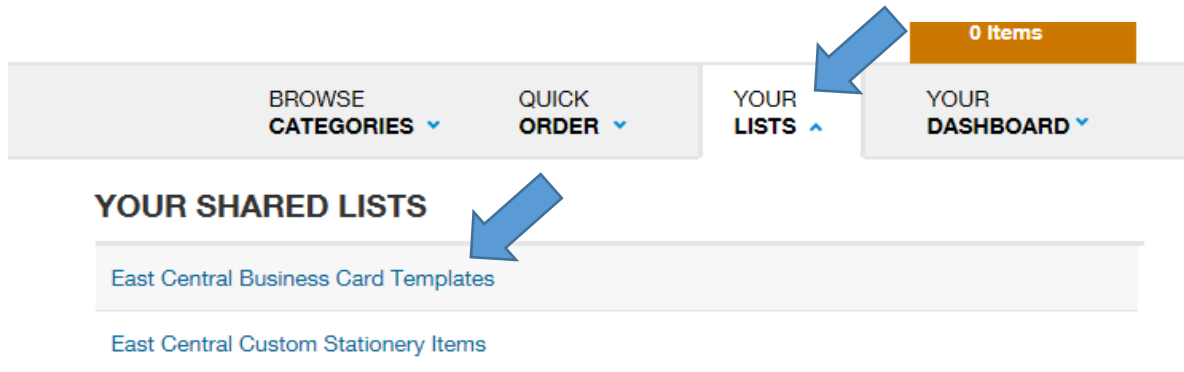 0 Items
BROWSE
CATEGORIES
QUICK
ORDER
YOUR
LISTS
YOUR
DASHBOARD
YOUR SHARED LISTS
East Central Business Card Templates
East Central Custom Stationery Items